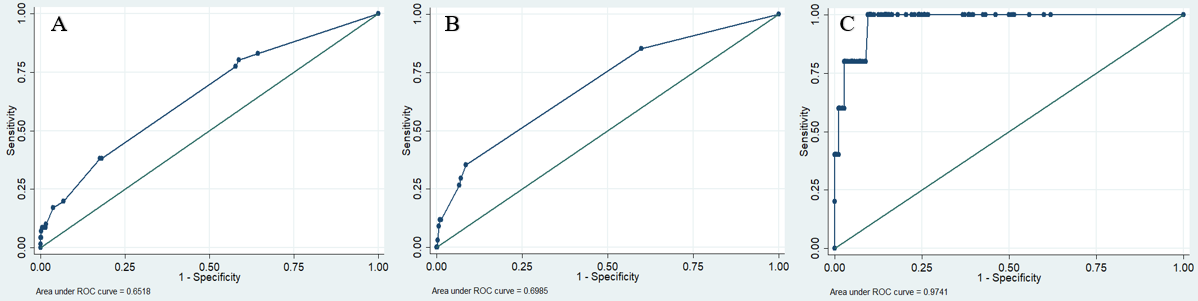 A
Sensitivity
1.00
0.75
0.50
0.25
0.00
0.00 0.25 0.50 0.75 1.00
1 - Specificity
Area under ROC curve = 0.6518
B
Sensitivity
1.00
0.75
0.50
0.25
0.00
0.00 0.25 0.50 0.75 1.00
1 - Specificity
Area under ROC curve = 0.6985
C
Sensitivity
1.00
0.75
0.50
0.25
0.00
0.00 0.25 0.50 0.75 1.00
1 - Specificity
Area under ROC curve = 0.9741